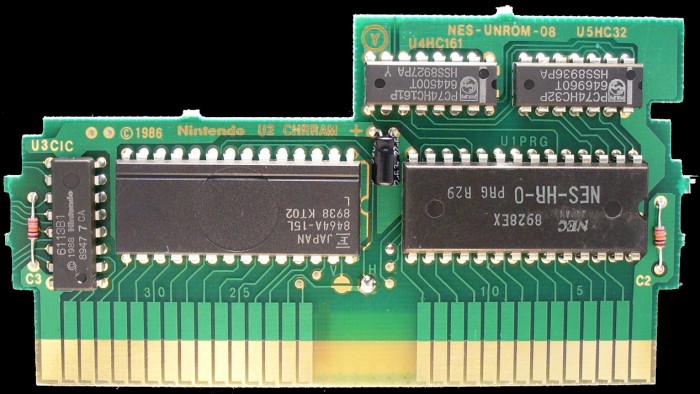 NES-UNROM-08 U5HC32
Y
U4HC161
PC74HC161P
644500T
HSS8927PA Y
PC74HC32P
646960T
HSS8936PA
©1986 Nintendo U2 CHRRAM +
U1PRG
U3CIC
6113B1
© 1988 Nintendo
8947 7 CA
JAPAN
8464A-15L
8938 KT02
L
NES-HR-0 PRG R29
NEC
JAPAN
8928EX
C3
C2
V H
30 25 10 5